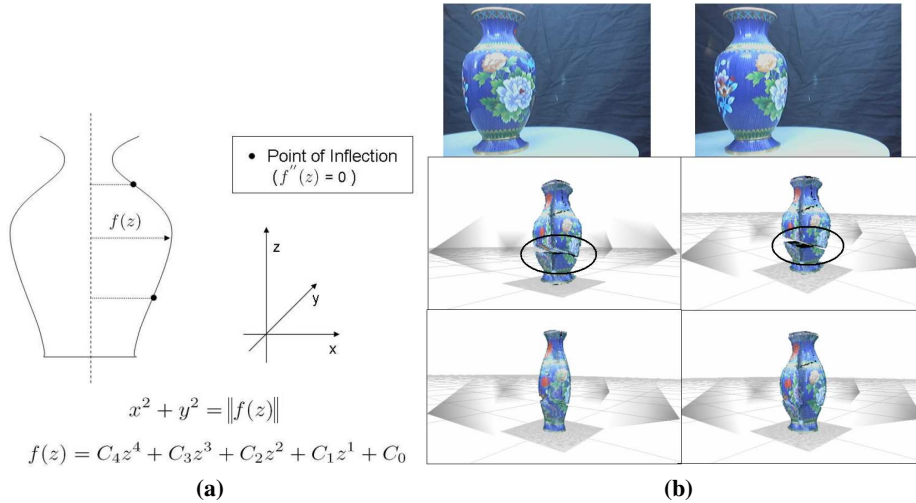 • Point of Inflection
( f''(z) = 0 )
f(z)
z
y
x
x² + y² = ‖f(z)‖
f(z) = C₄z⁴ + C₃z³ + C₂z² + C₁z¹ + C₀
(a)
(b)